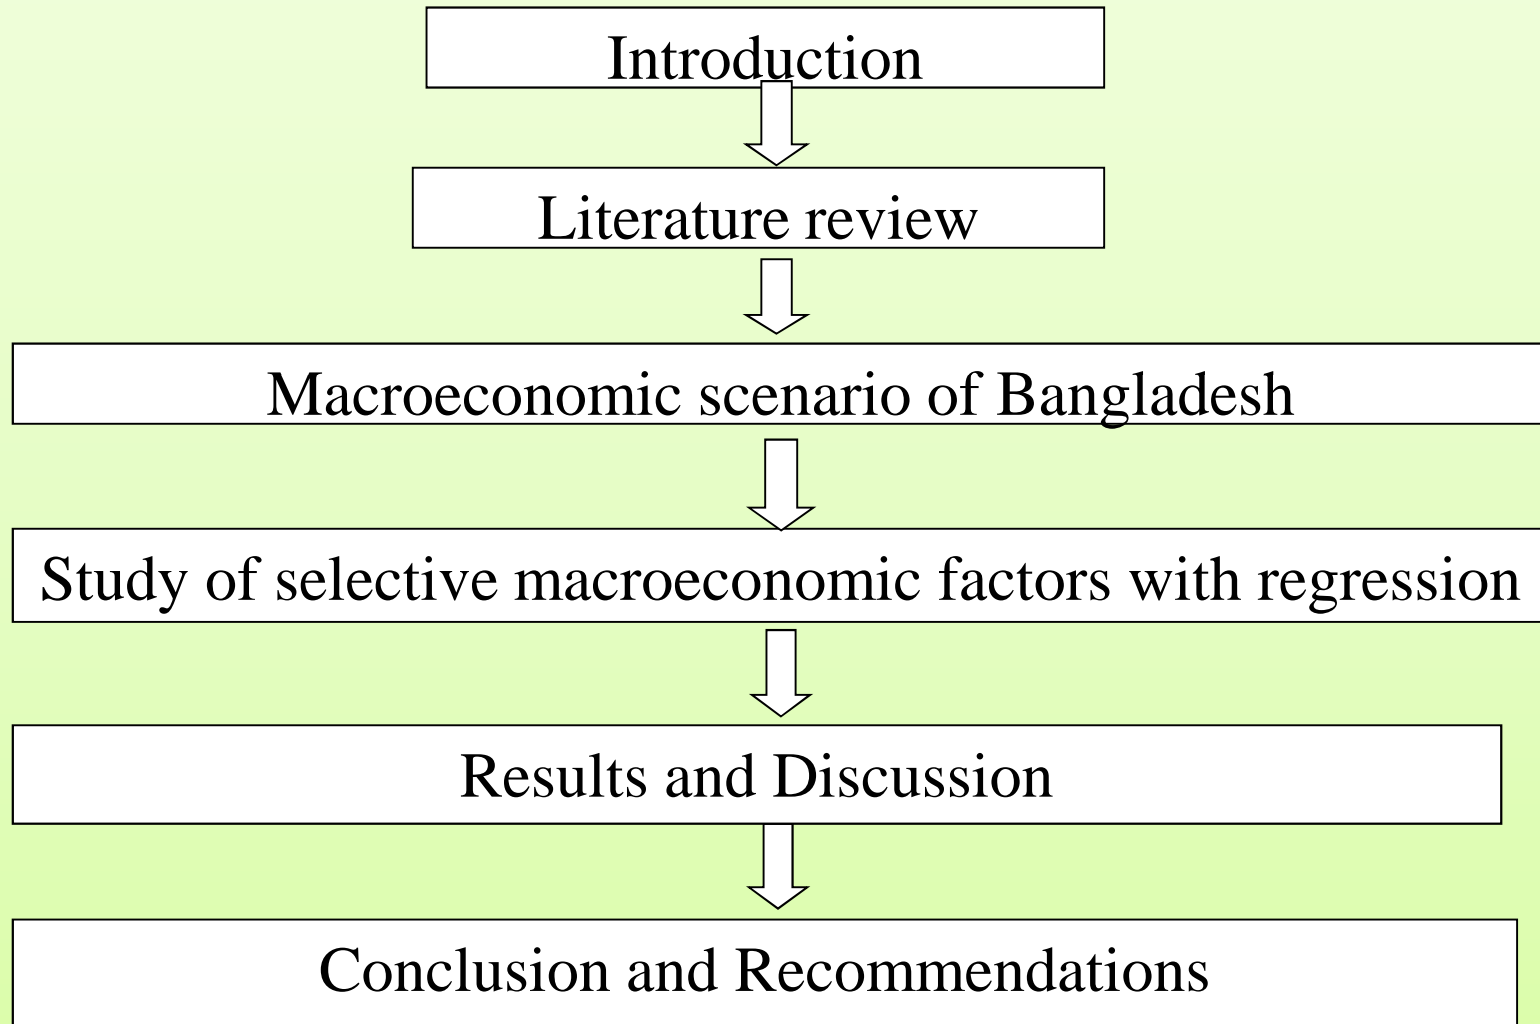 Introduction
Literature review
Macroeconomic scenario of Bangladesh
Study of selective macroeconomic factors with regression
Results and Discussion
Conclusion and Recommendations